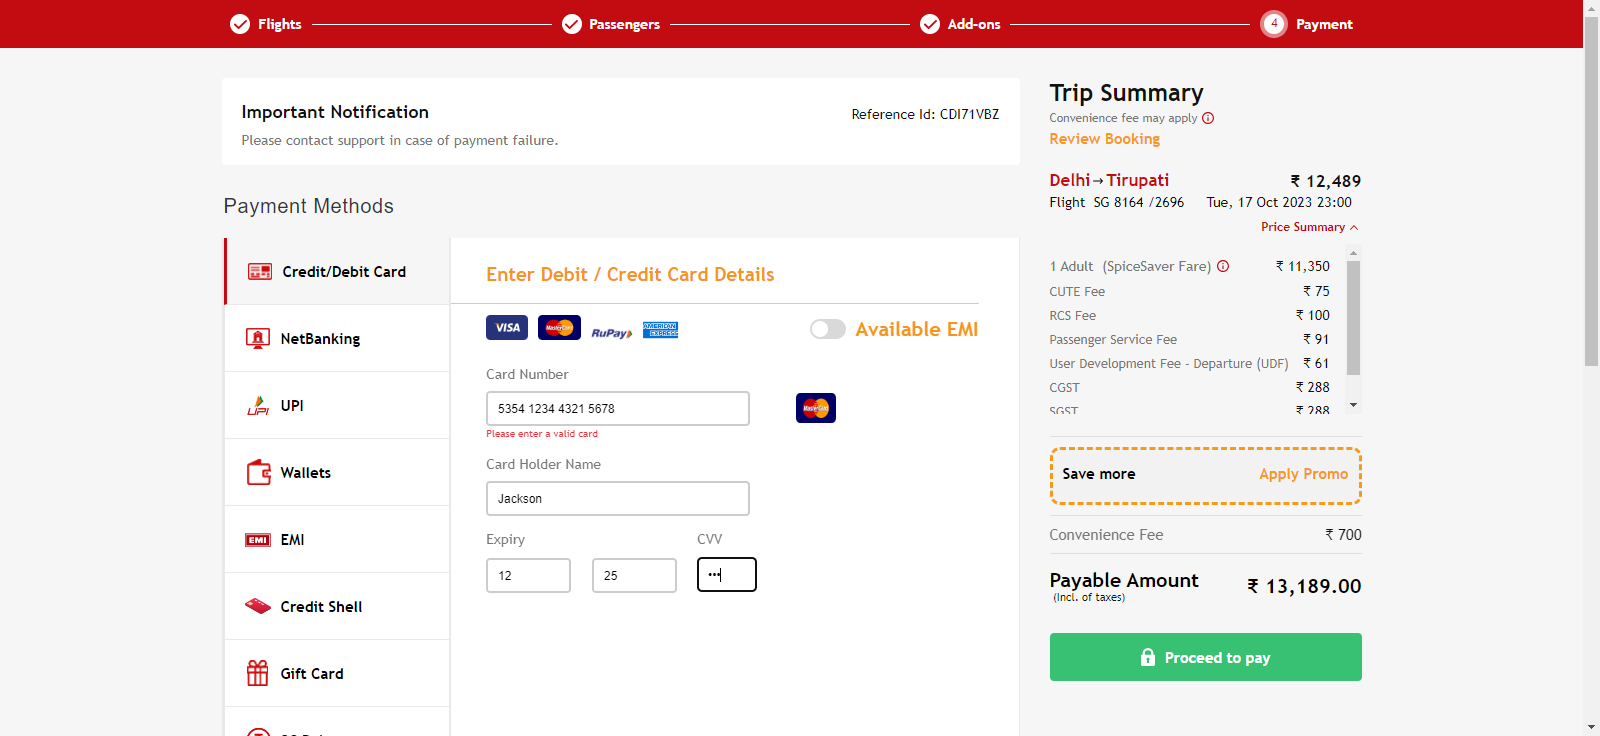 Flights
Passengers
Add-ons
4 Payment
Important Notification
Reference Id: CDI71VBZ
Please contact support in case of payment failure.
Payment Methods
Credit/Debit Card
NetBanking
UPI UPI
Wallets
EMI EMI
Credit Shell
Gift Card
Enter Debit / Credit Card Details
VISA MasterCard RuPay AMERICAN EXPRESS
Available EMI
Card Number
5354 1234 4321 5678
MasterCard
Please enter a valid card
Card Holder Name
Jackson
Expiry CVV
12 25 •••
Trip Summary
Convenience fee may apply
Review Booking
Delhi→Tirupati ₹ 12,489
Flight SG 8164 /2696 Tue, 17 Oct 2023 23:00
Price Summary
1 Adult (SpiceSaver Fare) ₹ 11,350
CUTE Fee ₹ 75
RCS Fee ₹ 100
Passenger Service Fee ₹ 91
User Development Fee - Departure (UDF) ₹ 61
CGST ₹ 288
SGST ₹ 288
Save more Apply Promo
Convenience Fee ₹ 700
Payable Amount ₹ 13,189.00
(Incl. of taxes)
Proceed to pay